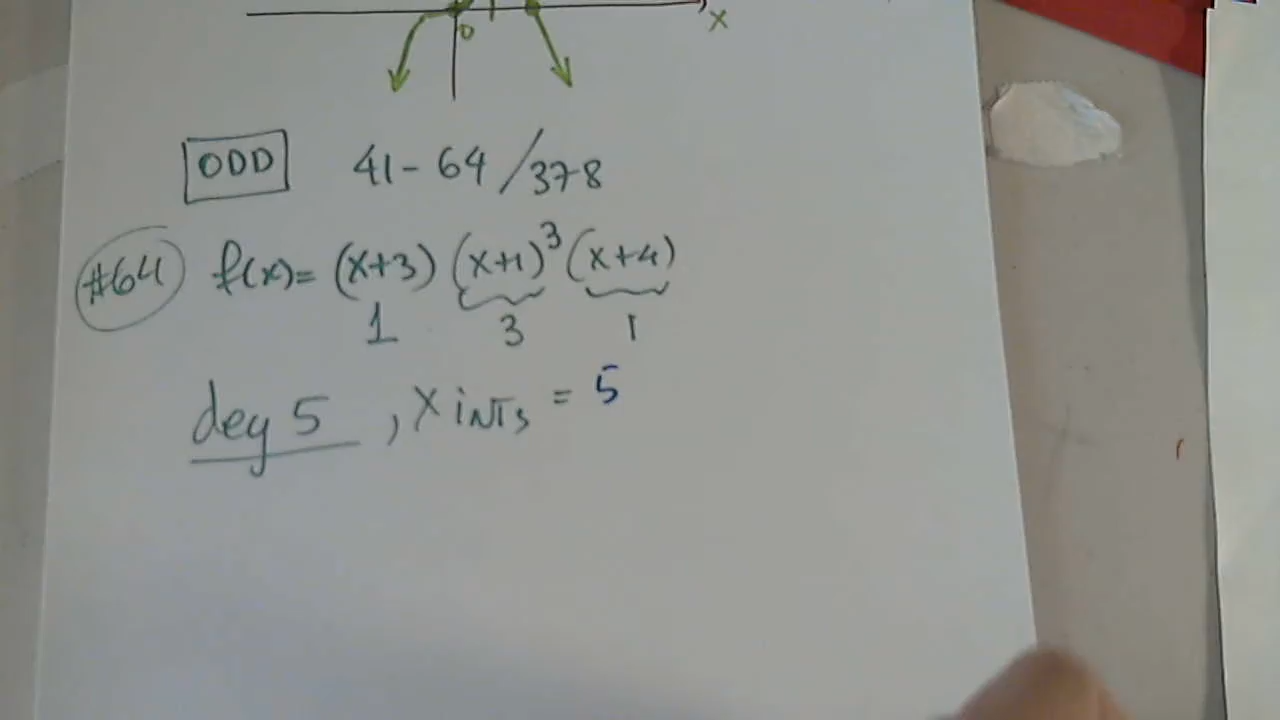 0
x
ODD 41-64/378
#64 f(x)= (x+3) (x+1)³ (x+4)
1 3 1
deg 5 , X iNTs = 5